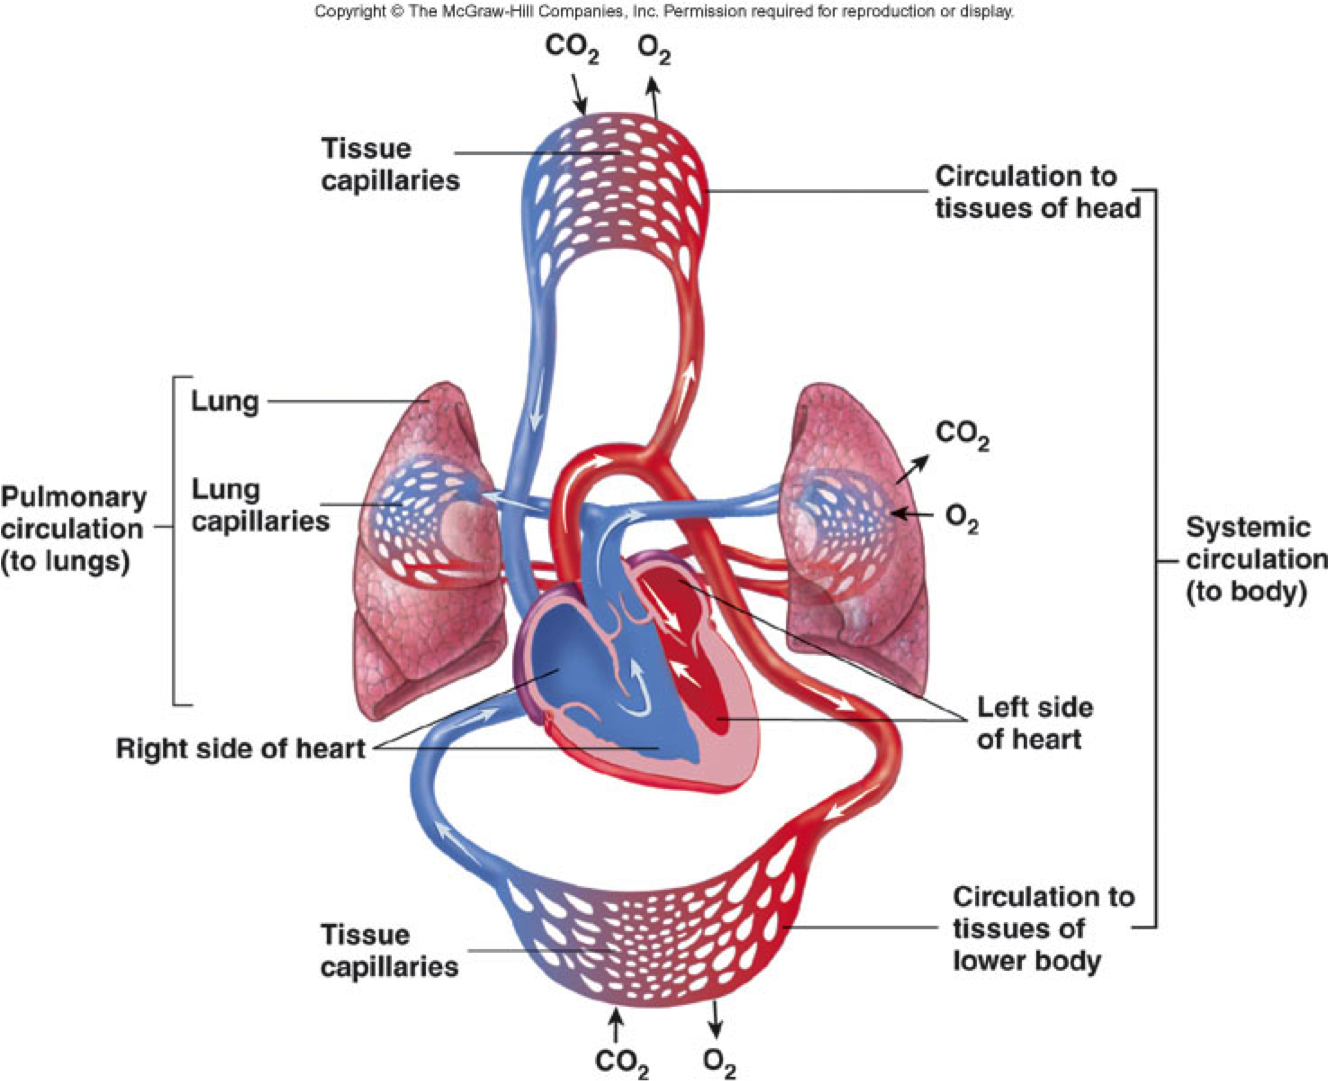 Copyright © The McGraw-Hill Companies, Inc. Permission required for reproduction or display.
CO2
O2
Tissue
capillaries
Circulation to
tissues of head
Lung
CO2
Lung
capillaries
O2
Pulmonary
circulation
(to lungs)
Systemic
circulation
(to body)
Left side
of heart
Right side of heart
Circulation to
tissues of
lower body
Tissue
capillaries
CO2
O2